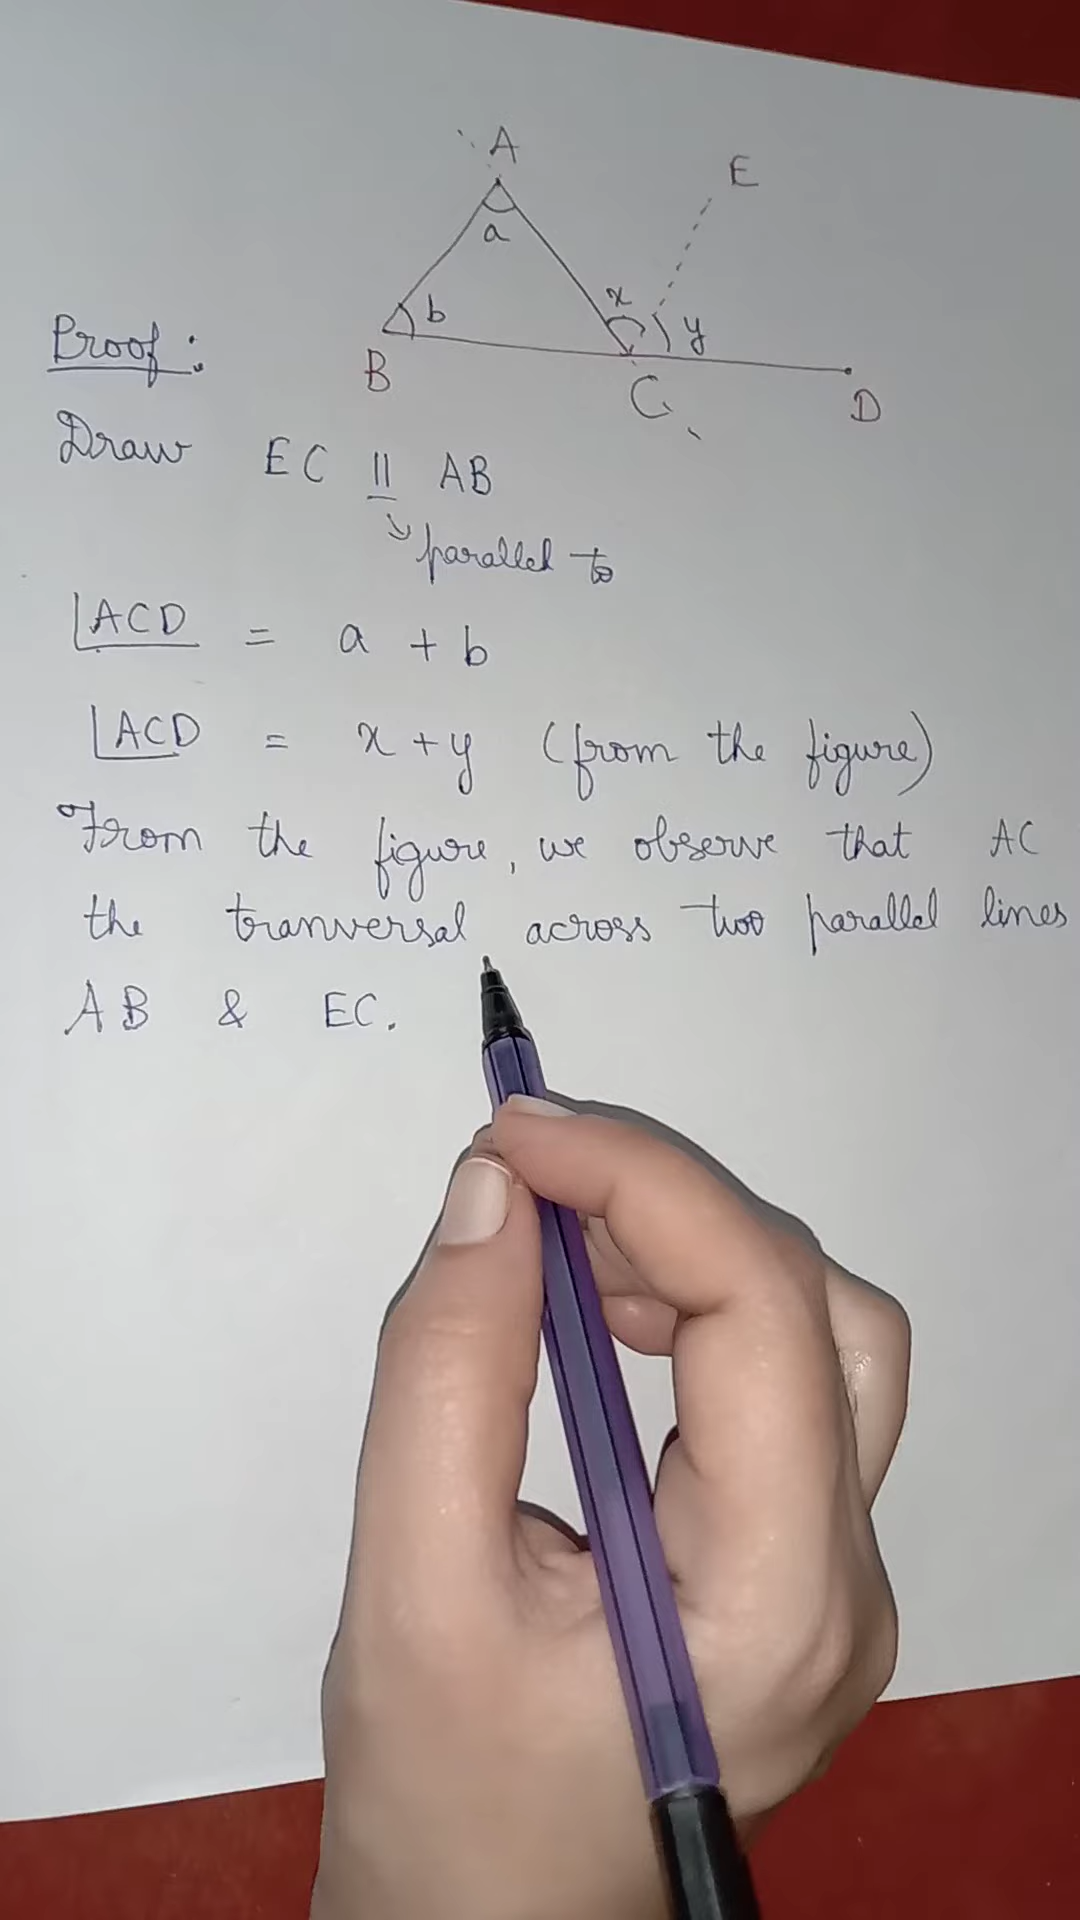 A
E
a
b
x
y
Proof:
B
C
D
Draw EC || AB
parallel to
∠ACD = a + b
∠ACD = x + y (from the figure)
From the figure, we observe that AC
the tranversal across two parallel lines
AB & EC.